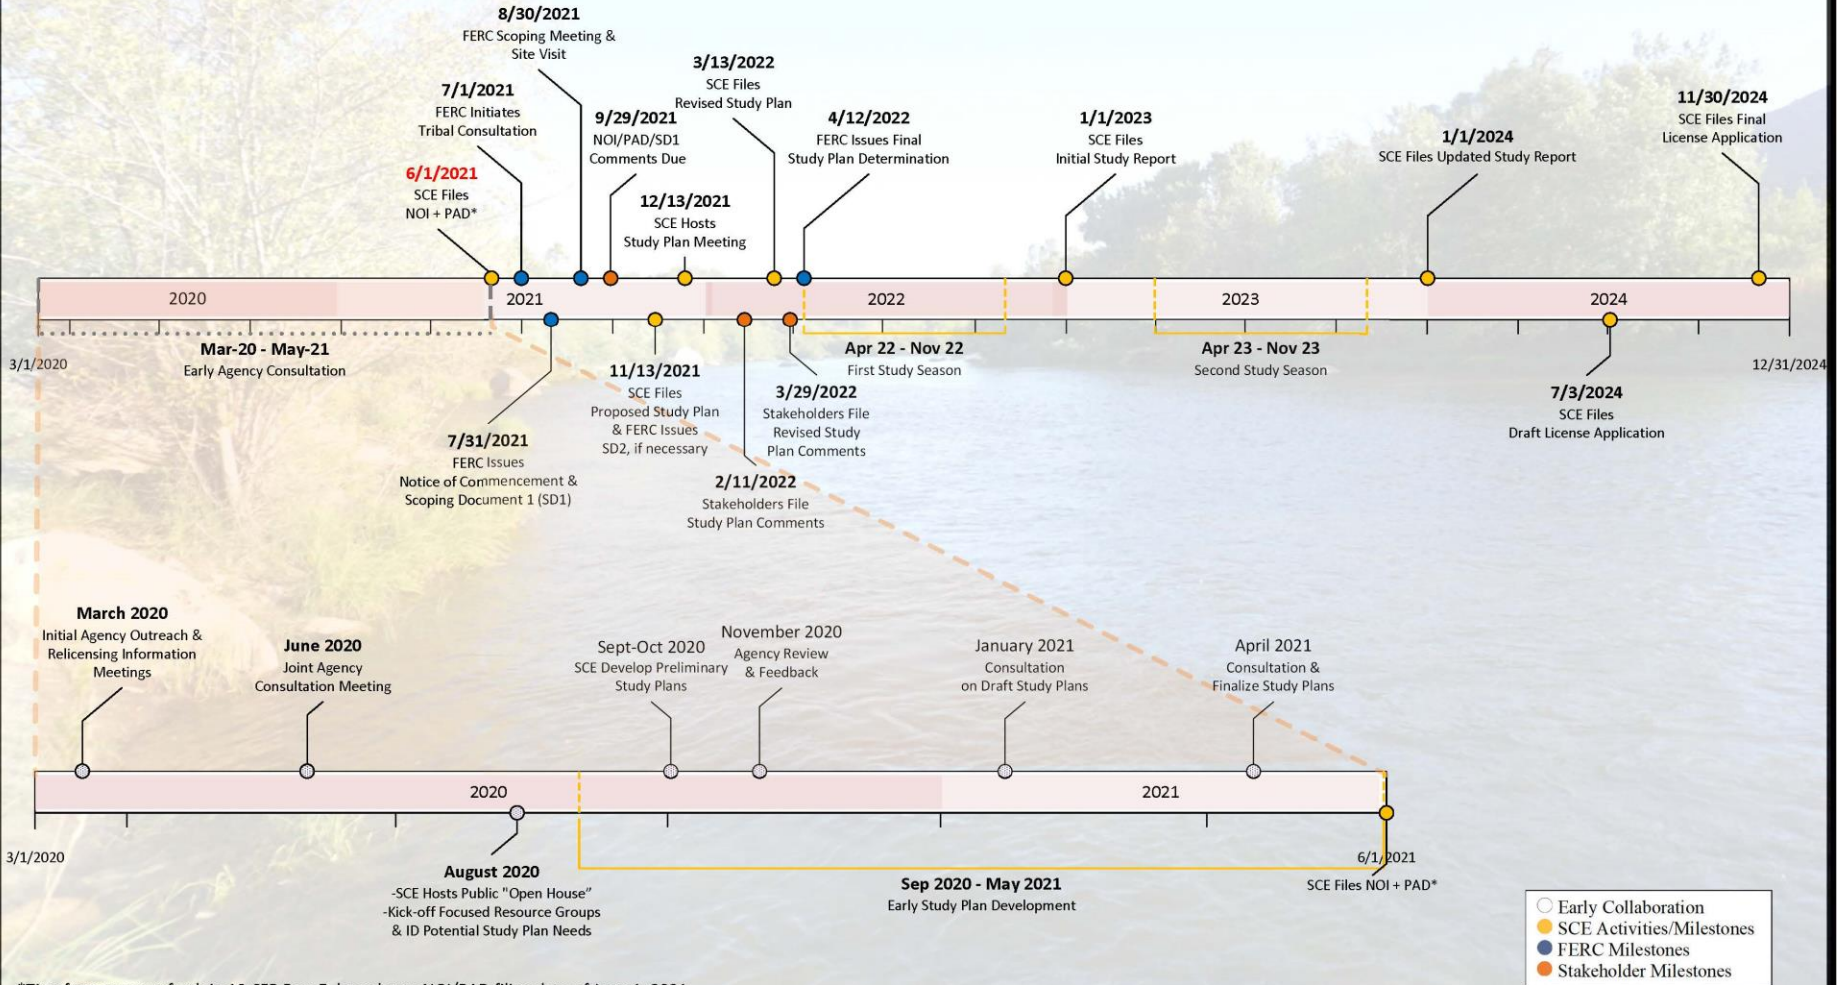 8/30/2021
FERC Scoping Meeting &
Site Visit
3/13/2022
SCE Files
Revised Study Plan
7/1/2021
FERC Initiates
Tribal Consultation
9/29/2021
NOI/PAD/SD1
Comments Due
4/12/2022
FERC Issues Final
Study Plan Determination
1/1/2023
SCE Files
Initial Study Report
1/1/2024
SCE Files Updated Study Report
11/30/2024
SCE Files Final
License Application
6/1/2021
SCE Files
NOI + PAD*
12/13/2021
SCE Hosts
Study Plan Meeting
2020
2021
2022
2023
2024
3/1/2020
Mar-20 - May-21
Early Agency Consultation
Apr 22 - Nov 22
First Study Season
Apr 23 - Nov 23
Second Study Season
12/31/2024
11/13/2021
SCE Files
Proposed Study Plan
& FERC Issues
SD2, if necessary
3/29/2022
Stakeholders File
Revised Study
Plan Comments
7/3/2024
SCE Files
Draft License Application
7/31/2021
FERC Issues
Notice of Commencement &
Scoping Document 1 (SD1)
2/11/2022
Stakeholders File
Study Plan Comments
March 2020
Initial Agency Outreach &
Relicensing Information
Meetings
June 2020
Joint Agency
Consultation Meeting
Sept-Oct 2020
SCE Develop Preliminary
Study Plans
November 2020
Agency Review
& Feedback
January 2021
Consultation
on Draft Study Plans
April 2021
Consultation &
Finalize Study Plans
2020
2021
3/1/2020
6/1/2021
SCE Files NOI + PAD*
August 2020
-SCE Hosts Public "Open House"
-Kick-off Focused Resource Groups
& ID Potential Study Plan Needs
Sep 2020 - May 2021
Early Study Plan Development
Early Collaboration
SCE Activities/Milestones
FERC Milestones
Stakeholder Milestones